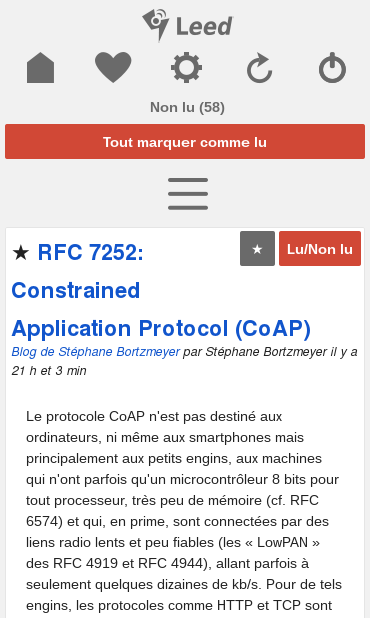 Leed
Non lu (58)
Tout marquer comme lu
★ RFC 7252:
★
Lu/Non lu
Constrained
Application Protocol (CoAP)
Blog de Stéphane Bortzmeyer par Stéphane Bortzmeyer il y a
21 h et 3 min
Le protocole CoAP n'est pas destiné aux
ordinateurs, ni même aux smartphones mais
principalement aux petits engins, aux machines
qui n'ont parfois qu'un microcontrôleur 8 bits pour
tout processeur, très peu de mémoire (cf. RFC
6574) et qui, en prime, sont connectées par des
liens radio lents et peu fiables (les « LowPAN »
des RFC 4919 et RFC 4944), allant parfois à
seulement quelques dizaines de kb/s. Pour de tels
engins, les protocoles comme HTTP et TCP sont